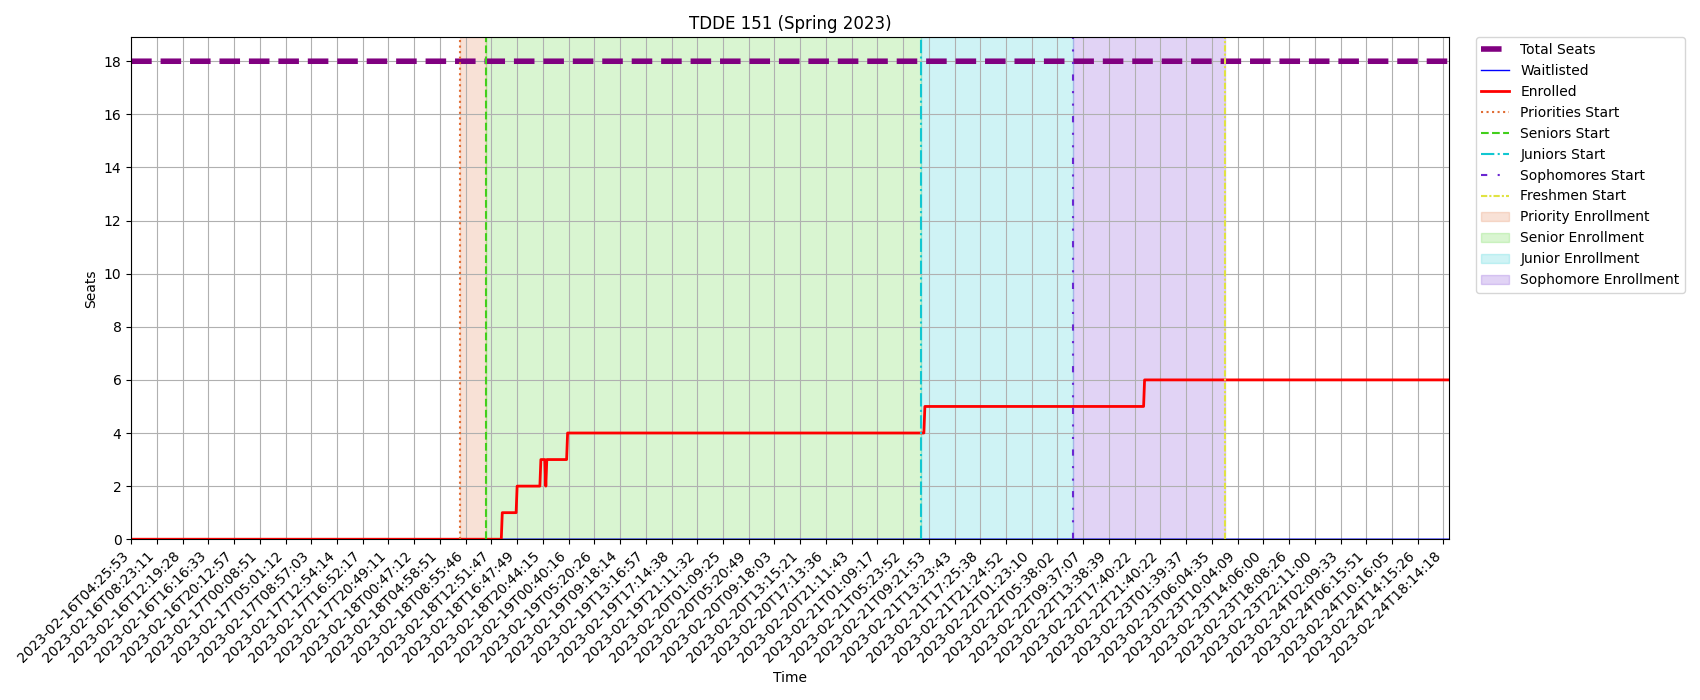 TDDE 151 (Spring 2023)
Seats
18
16
14
12
10
8
6
4
2
0
2023-02-16T04:25:53
2023-02-16T08:23:11
2023-02-16T12:19:28
2023-02-16T16:16:33
2023-02-16T20:12:57
2023-02-17T00:08:51
2023-02-17T05:01:12
2023-02-17T08:57:03
2023-02-17T12:54:14
2023-02-17T16:52:17
2023-02-17T20:49:11
2023-02-18T00:47:12
2023-02-18T04:58:51
2023-02-18T08:55:46
2023-02-18T12:51:47
2023-02-18T16:47:49
2023-02-18T20:44:15
2023-02-19T00:40:16
2023-02-19T05:20:26
2023-02-19T09:18:14
2023-02-19T13:16:57
2023-02-19T17:14:38
2023-02-19T21:11:32
2023-02-20T01:09:25
2023-02-20T05:20:49
2023-02-20T09:18:03
2023-02-20T13:15:21
2023-02-20T17:13:36
2023-02-20T21:11:43
2023-02-21T01:09:17
2023-02-21T05:23:52
2023-02-21T09:21:53
2023-02-21T13:23:43
2023-02-21T17:25:38
2023-02-21T21:24:52
2023-02-22T01:23:10
2023-02-22T05:38:02
2023-02-22T09:37:07
2023-02-22T13:38:39
2023-02-22T17:40:22
2023-02-22T21:40:22
2023-02-23T01:39:37
2023-02-23T06:04:35
2023-02-23T10:04:09
2023-02-23T14:06:00
2023-02-23T18:08:26
2023-02-23T22:11:00
2023-02-24T02:09:33
2023-02-24T06:15:51
2023-02-24T10:16:05
2023-02-24T14:15:26
2023-02-24T18:14:18
Time
Total Seats
Waitlisted
Enrolled
Priorities Start
Seniors Start
Juniors Start
Sophomores Start
Freshmen Start
Priority Enrollment
Senior Enrollment
Junior Enrollment
Sophomore Enrollment